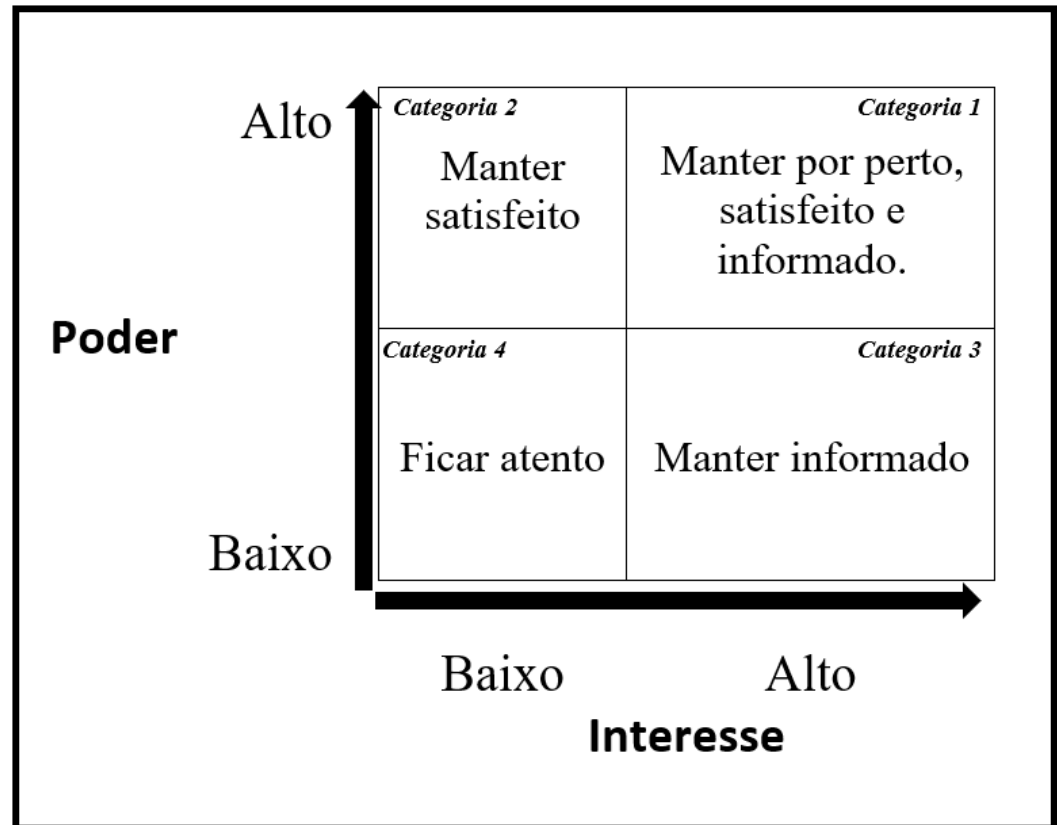 Alto
Categoria 2
Categoria 1
Manter
satisfeito
Manter por perto,
satisfeito e
informado.
Poder
Categoria 4
Categoria 3
Ficar atento
Manter informado
Baixo
Baixo
Alto
Interesse